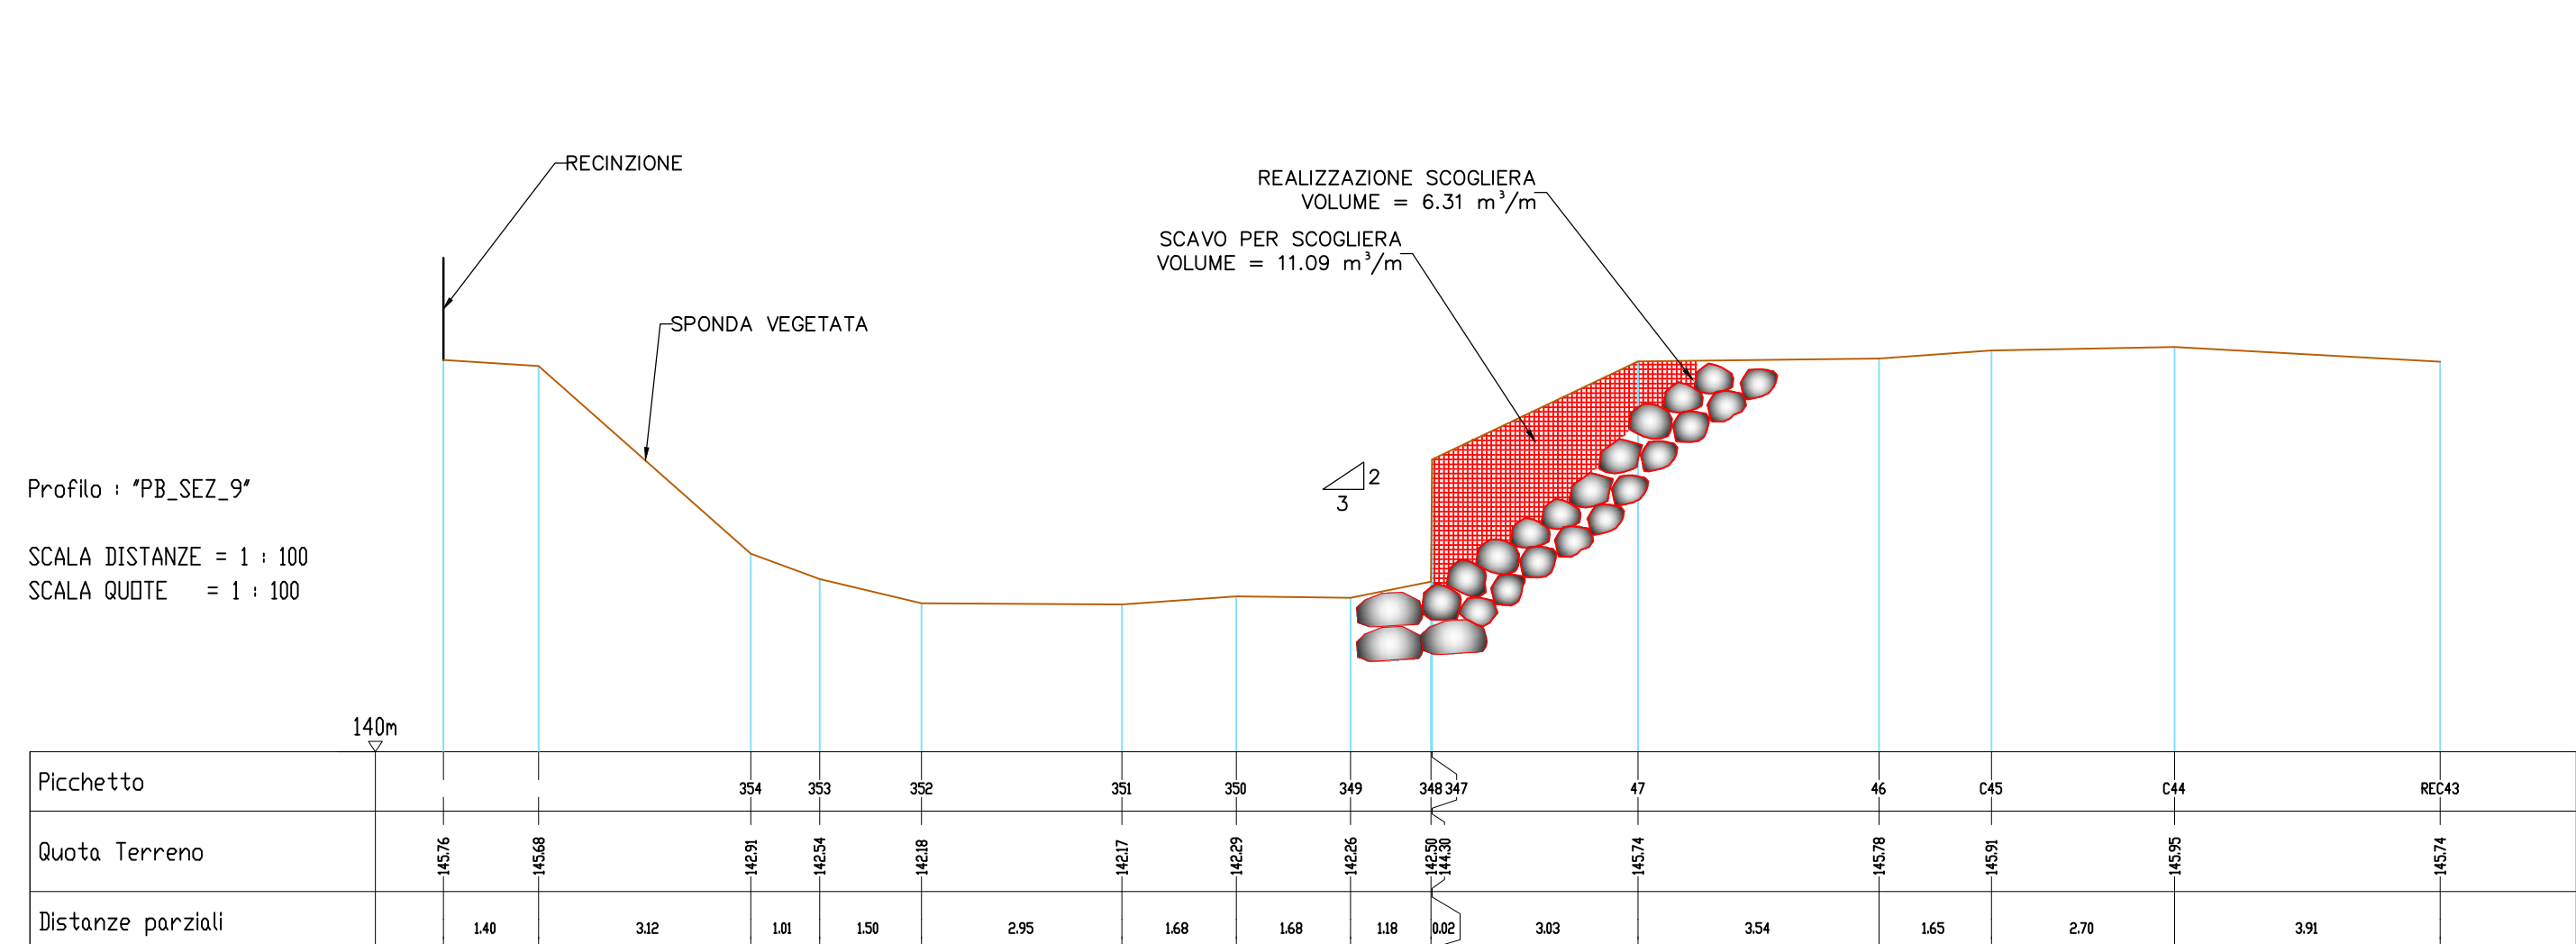 RECINZIONE
REALIZZAZIONE SCOGLIERA
VOLUME = 6.31 m³/m
SCAVO PER SCOGLIERA
VOLUME = 11.09 m³/m
SPONDA VEGETATA
2
3
Profilo : "PB_SEZ_9"
SCALA DISTANZE = 1 : 100
SCALA QUOTE = 1 : 100
140m
Picchetto 354 353 352 351 350 349 348 347 47 46 C45 C44 REC43
Quota Terreno 145.76 145.68 142.91 142.54 142.18 142.17 142.29 142.26 142.50 144.30 145.74 145.78 145.91 145.95 145.74
Distanze parziali 1.40 3.12 1.01 1.50 2.95 1.68 1.68 1.18 0.02 3.03 3.54 1.65 2.70 3.91